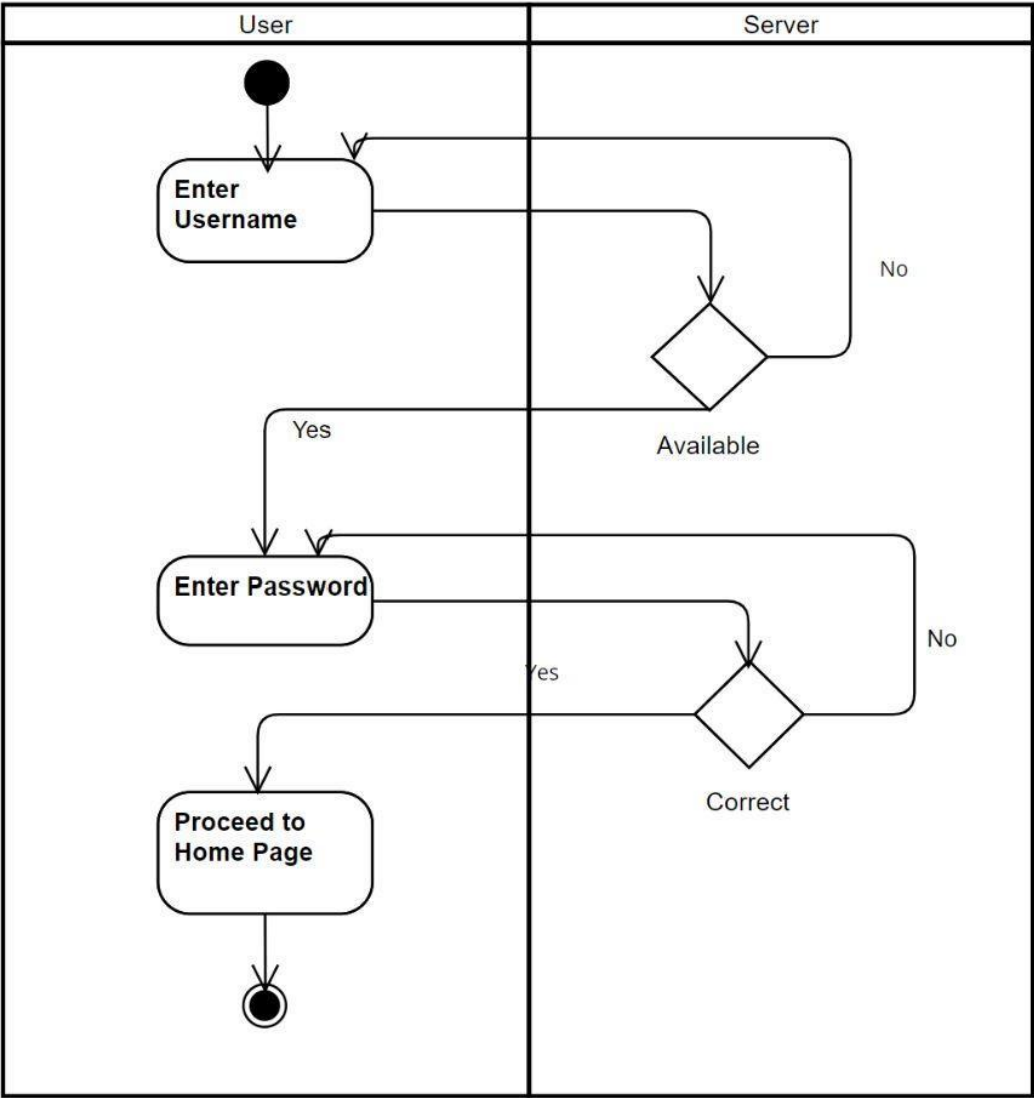 User
Server
Enter
Username
No
Yes
Available
Enter Password
No
Yes
Correct
Proceed to
Home Page